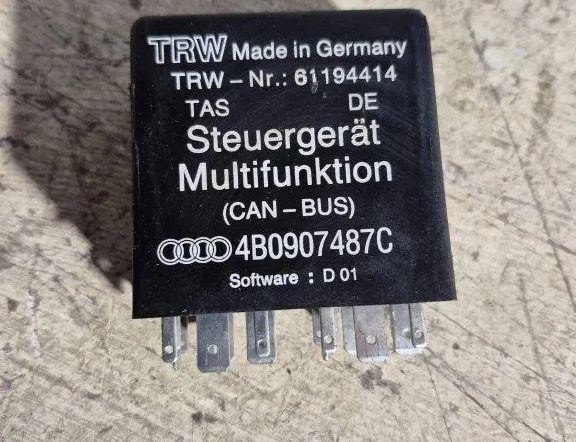 TRW Made in Germany
TRW – Nr.: 61194414
TAS DE
Steuergerät
Multifunktion
(CAN – BUS)
4B0907487C
Software : D 01